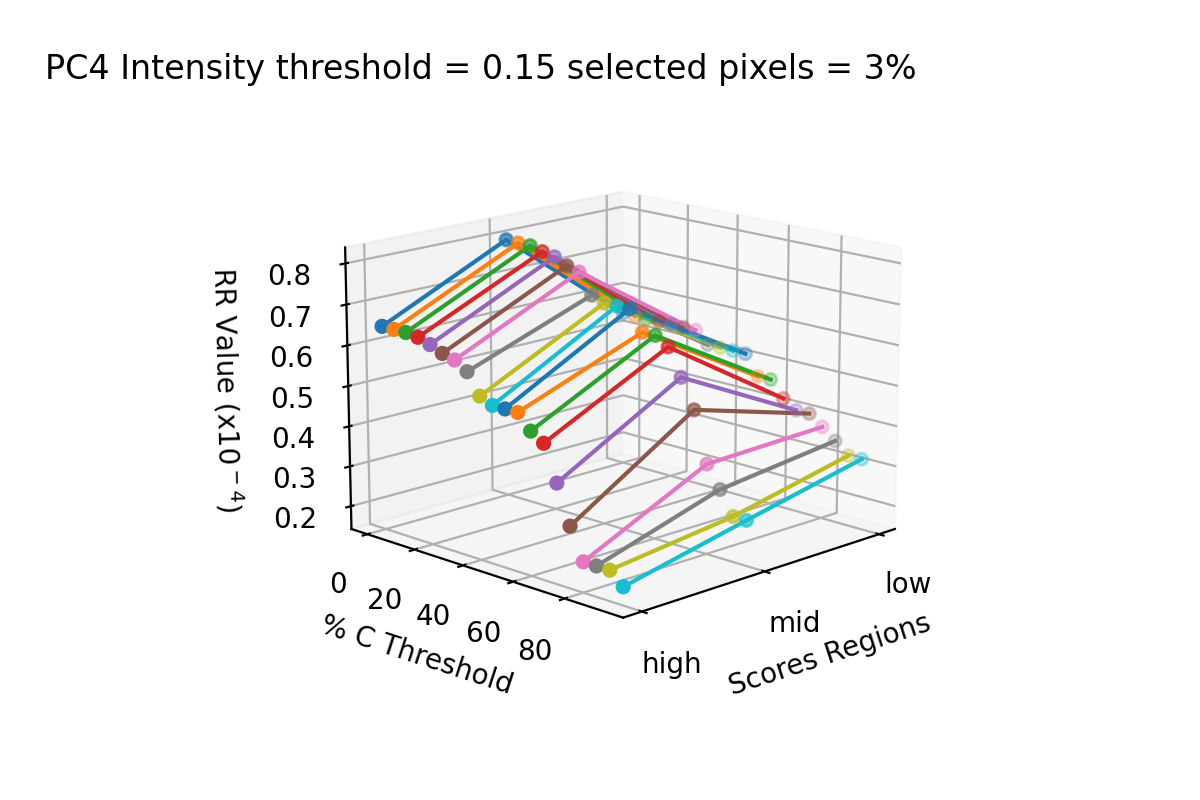 PC4 Intensity threshold = 0.15 selected pixels = 3%
RR Value (x10⁻⁴)
0.8
0.7
0.6
0.5
0.4
0.3
0.2
0
20
40
60
80
% C Threshold
high
mid
low
Scores Regions